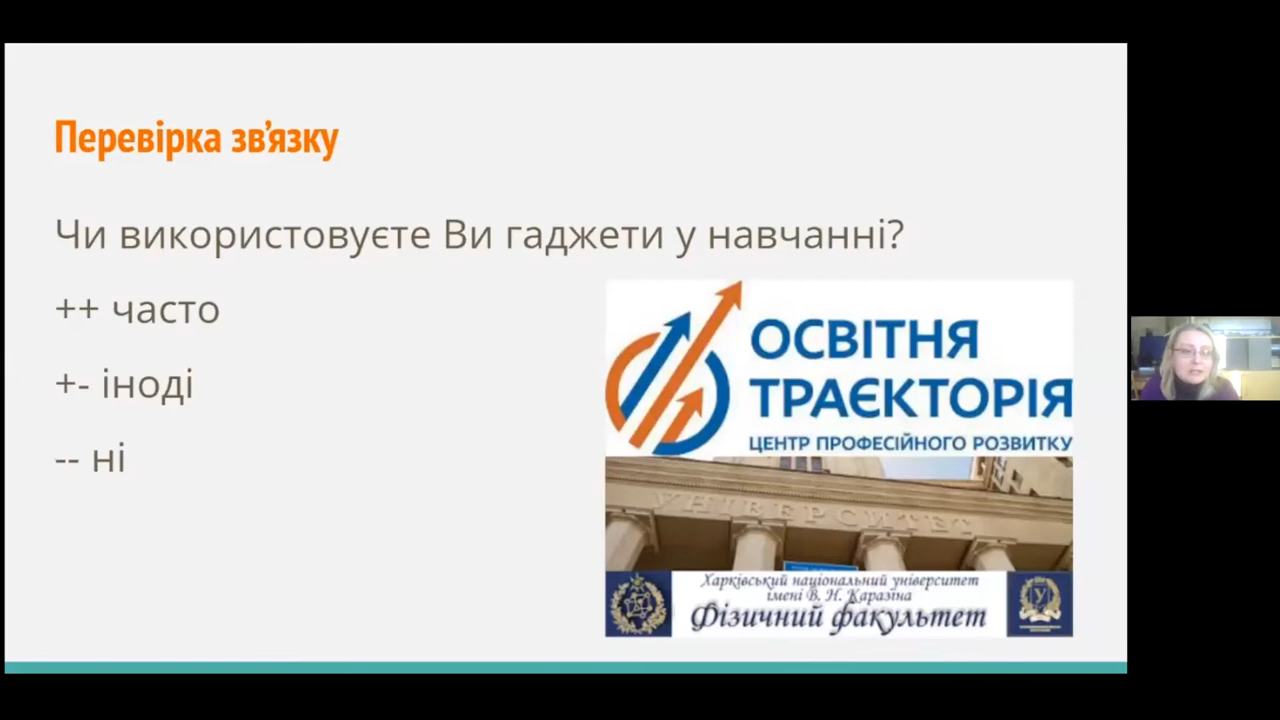 Перевірка зв'язку
Чи використовуєте Ви гаджети у навчанні?
++ часто
+- іноді
-- ні
ОСВІТНЯ
ТРАЄКТОРІЯ
ЦЕНТР ПРОФЕСІЙНОГО РОЗВИТКУ
УНІВЕРСИТЕТ
Харківський національний університет
імені В. Н. Каразіна
Фізичний факультет